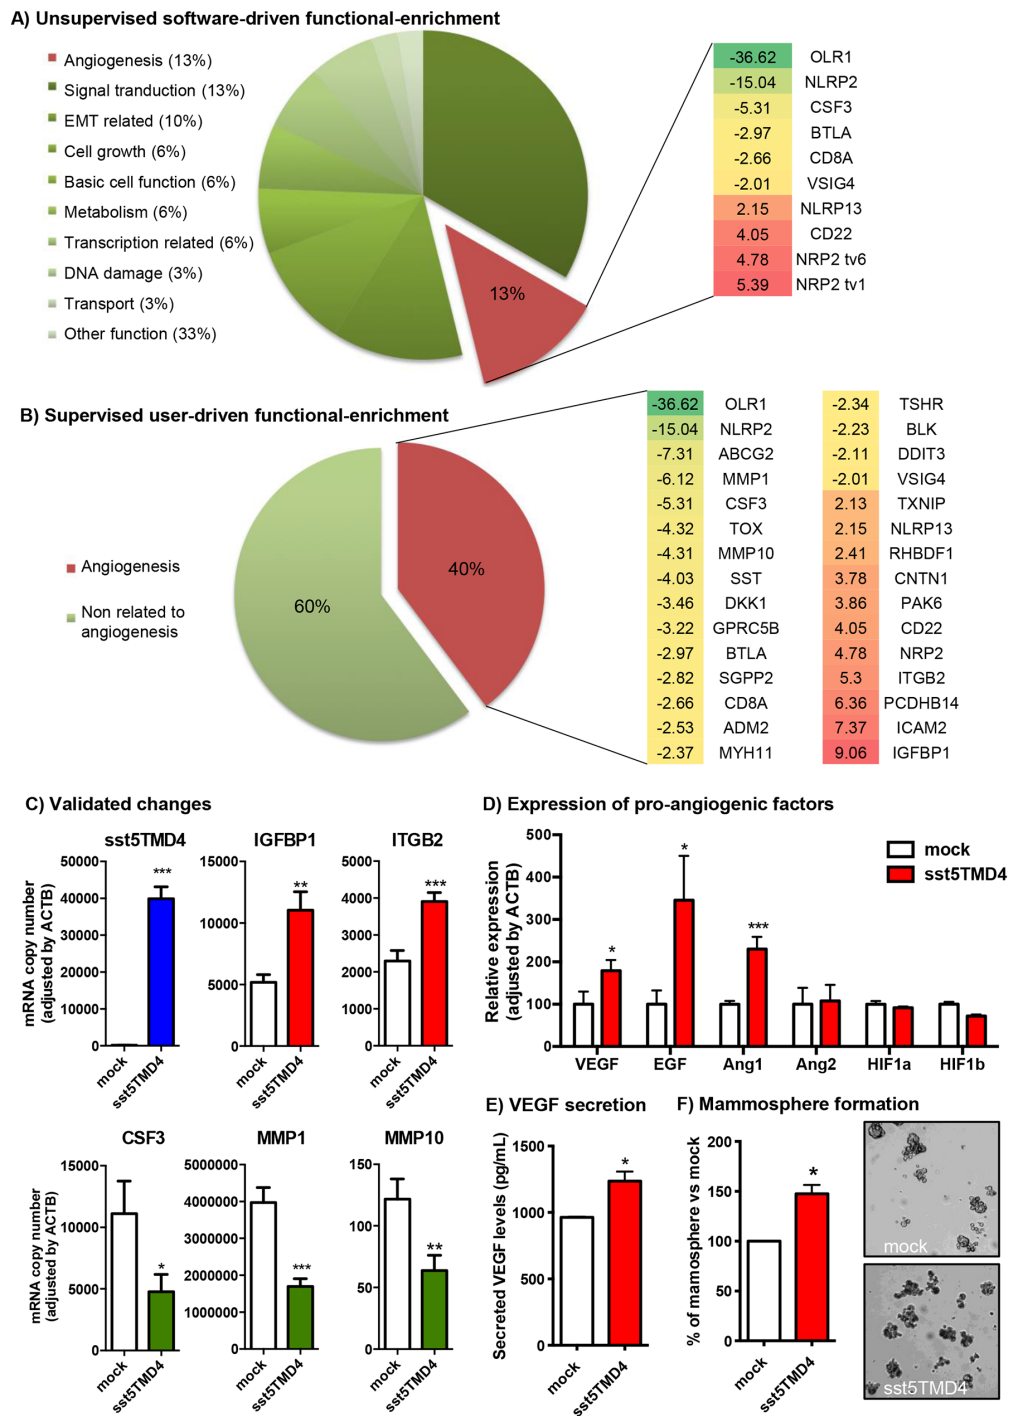 A) Unsupervised software-driven functional-enrichment
Angiogenesis (13%)
Signal tranduction (13%)
EMT related (10%)
Cell growth (6%)
Basic cell function (6%)
Metabolism (6%)
Transcription related (6%)
DNA damage (3%)
Transport (3%)
Other function (33%)
13%
-36.62 OLR1
-15.04 NLRP2
-5.31 CSF3
-2.97 BTLA
-2.66 CD8A
-2.01 VSIG4
2.15 NLRP13
4.05 CD22
4.78 NRP2 tv6
5.39 NRP2 tv1
B) Supervised user-driven functional-enrichment
Angiogenesis
Non related to
angiogenesis
60%
40%
-36.62 OLR1
-15.04 NLRP2
-7.31 ABCG2
-6.12 MMP1
-5.31 CSF3
-4.32 TOX
-4.31 MMP10
-4.03 SST
-3.46 DKK1
-3.22 GPRC5B
-2.97 BTLA
-2.82 SGPP2
-2.66 CD8A
-2.53 ADM2
-2.37 MYH11
-2.34 TSHR
-2.23 BLK
-2.11 DDIT3
-2.01 VSIG4
2.13 TXNIP
2.15 NLRP13
2.41 RHBDF1
3.78 CNTN1
3.86 PAK6
4.05 CD22
4.78 NRP2
5.3 ITGB2
6.36 PCDHB14
7.37 ICAM2
9.06 IGFBP1
C) Validated changes
mRNA copy number
(adjusted by ACTB)
sst5TMD4
50000
40000
30000
20000
10000
0
***
mock
sst5TMD4
IGFBP1
15000
10000
5000
0
**
mock
sst5TMD4
ITGB2
5000
4000
3000
2000
1000
0
***
mock
sst5TMD4
mRNA copy number
(adjusted by ACTB)
CSF3
15000
10000
5000
0
*
mock
sst5TMD4
MMP1
5000000
4000000
3000000
2000000
1000000
0
***
mock
sst5TMD4
MMP10
150
100
50
0
**
mock
sst5TMD4
D) Expression of pro-angiogenic factors
Relative expression
(adjusted by ACTB)
500
400
300
200
100
0
mock
sst5TMD4
*
*
***
VEGF
EGF
Ang1
Ang2
HIF1a
HIF1b
E) VEGF secretion
Secreted VEGF levels (pg/mL)
1500
1000
500
0
*
mock
sst5TMD4
F) Mammosphere formation
% of mamosphere vs mock
200
150
100
50
0
*
mock
sst5TMD4
mock
sst5TMD4